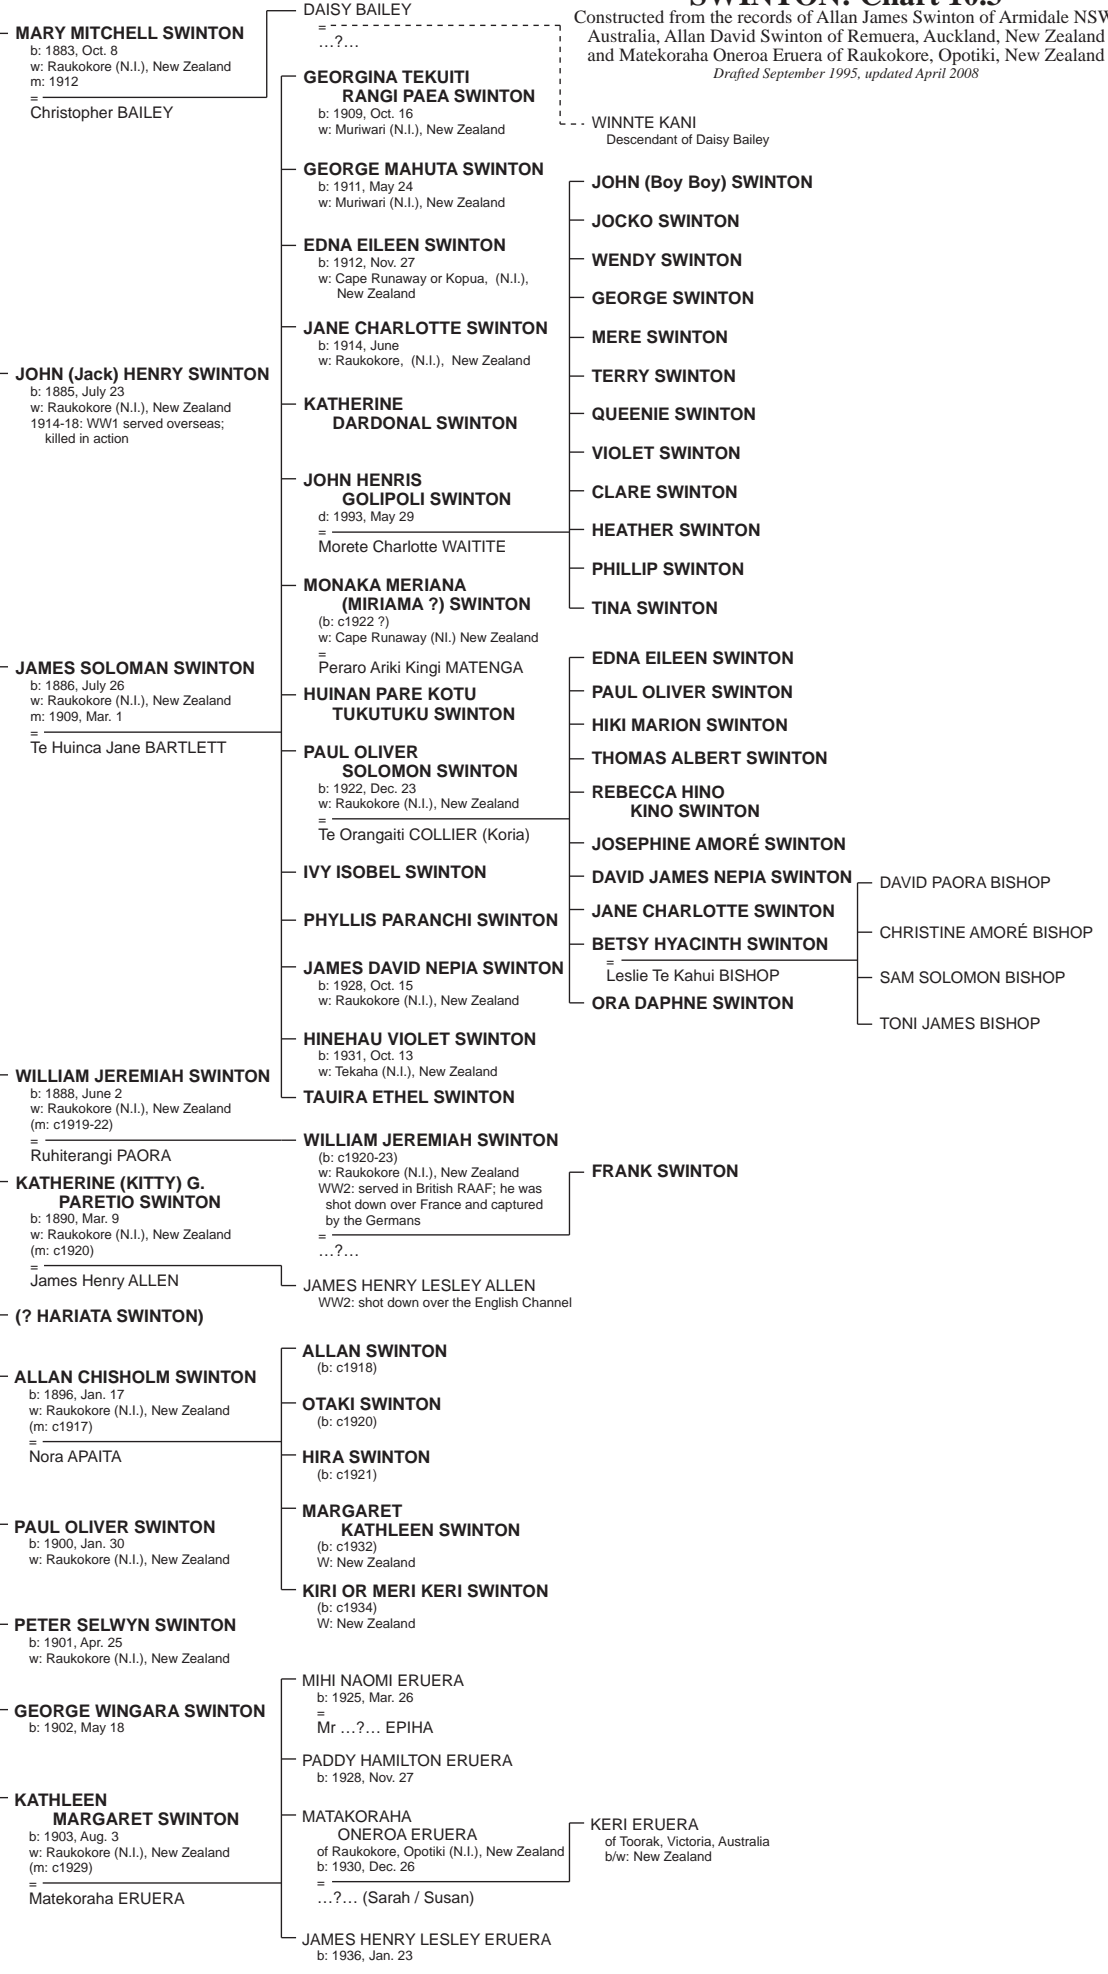 SWINTON: Chart 10.3
Constructed from the records of Allan James Swinton of Armidale NSW
Australia, Allan David Swinton of Remuera, Auckland, New Zealand
and Matekoraha Oneroa Eruera of Raukokore, Opotiki, New Zealand
Drafted September 1995, updated April 2008
MARY MITCHELL SWINTON
b: 1883, Oct. 8
w: Raukokore (N.I.), New Zealand
m: 1912
=
Christopher BAILEY
JOHN (Jack) HENRY SWINTON
b: 1885, July 23
w: Raukokore (N.I.), New Zealand
1914-18: WW1 served overseas;
killed in action
JAMES SOLOMAN SWINTON
b: 1886, July 26
w: Raukokore (N.I.), New Zealand
m: 1909, Mar. 1
=
Te Huinca Jane BARTLETT
WILLIAM JEREMIAH SWINTON
b: 1888, June 2
w: Raukokore (N.I.), New Zealand
(m: c1919-22)
=
Ruhiterangi PAORA
KATHERINE (KITTY) G.
PARETIO SWINTON
b: 1890, Mar. 9
w: Raukokore (N.I.), New Zealand
(m: c1920)
=
James Henry ALLEN
(? HARIATA SWINTON)
ALLAN CHISHOLM SWINTON
b: 1896, Jan. 17
w: Raukokore (N.I.), New Zealand
(m: c1917)
=
Nora APAITA
PAUL OLIVER SWINTON
b: 1900, Jan. 30
w: Raukokore (N.I.), New Zealand
PETER SELWYN SWINTON
b: 1901, Apr. 25
w: Raukokore (N.I.), New Zealand
GEORGE WINGARA SWINTON
b: 1902, May 18
KATHLEEN
MARGARET SWINTON
b: 1903, Aug. 3
w: Raukokore (N.I.), New Zealand
(m: c1929)
=
Matekoraha ERUERA
DAISY BAILEY
=
…?…
GEORGINA TEKUITI
RANGI PAEA SWINTON
b: 1909, Oct. 16
w: Muriwari (N.I.), New Zealand
GEORGE MAHUTA SWINTON
b: 1911, May 24
w: Muriwari (N.I.), New Zealand
EDNA EILEEN SWINTON
b: 1912, Nov. 27
w: Cape Runaway or Kopua, (N.I.),
New Zealand
JANE CHARLOTTE SWINTON
b: 1914, June
w: Raukokore, (N.I.), New Zealand
KATHERINE
DARDONAL SWINTON
JOHN HENRIS
GOLIPOLI SWINTON
d: 1993, May 29
=
Morete Charlotte WAITITE
MONAKA MERIANA
(MIRIAMA ?) SWINTON
(b: c1922 ?)
w: Cape Runaway (NI.) New Zealand
=
Peraro Ariki Kingi MATENGA
HUINAN PARE KOTU
TUKUTUKU SWINTON
PAUL OLIVER
SOLOMON SWINTON
b: 1922, Dec. 23
w: Raukokore (N.I.), New Zealand
=
Te Orangaiti COLLIER (Koria)
IVY ISOBEL SWINTON
PHYLLIS PARANCHI SWINTON
JAMES DAVID NEPIA SWINTON
b: 1928, Oct. 15
w: Raukokore (N.I.), New Zealand
HINEHAU VIOLET SWINTON
b: 1931, Oct. 13
w: Tekaha (N.I.), New Zealand
TAUIRA ETHEL SWINTON
WILLIAM JEREMIAH SWINTON
(b: c1920-23)
w: Raukokore (N.I.), New Zealand
WW2: served in British RAAF; he was
shot down over France and captured
by the Germans
=
…?…
JAMES HENRY LESLEY ALLEN
WW2: shot down over the English Channel
ALLAN SWINTON
(b: c1918)
OTAKI SWINTON
(b: c1920)
HIRA SWINTON
(b: c1921)
MARGARET
KATHLEEN SWINTON
(b: c1932)
W: New Zealand
KIRI OR MERI KERI SWINTON
(b: c1934)
W: New Zealand
MIHI NAOMI ERUERA
b: 1925, Mar. 26
=
Mr …?… EPIHA
PADDY HAMILTON ERUERA
b: 1928, Nov. 27
MATAKORAHA
ONEROA ERUERA
of Raukokore, Opotiki (N.I.), New Zealand
b: 1930, Dec. 26
=
…?… (Sarah / Susan)
JAMES HENRY LESLEY ERUERA
b: 1936, Jan. 23
WINNTE KANI
Descendant of Daisy Bailey
JOHN (Boy Boy) SWINTON
JOCKO SWINTON
WENDY SWINTON
GEORGE SWINTON
MERE SWINTON
TERRY SWINTON
QUEENIE SWINTON
VIOLET SWINTON
CLARE SWINTON
HEATHER SWINTON
PHILLIP SWINTON
TINA SWINTON
EDNA EILEEN SWINTON
PAUL OLIVER SWINTON
HIKI MARION SWINTON
THOMAS ALBERT SWINTON
REBECCA HINO
KINO SWINTON
JOSEPHINE AMORÉ SWINTON
DAVID JAMES NEPIA SWINTON
JANE CHARLOTTE SWINTON
BETSY HYACINTH SWINTON
=
Leslie Te Kahui BISHOP
ORA DAPHNE SWINTON
FRANK SWINTON
KERI ERUERA
of Toorak, Victoria, Australia
b/w: New Zealand
DAVID PAORA BISHOP
CHRISTINE AMORÉ BISHOP
SAM SOLOMON BISHOP
TONI JAMES BISHOP